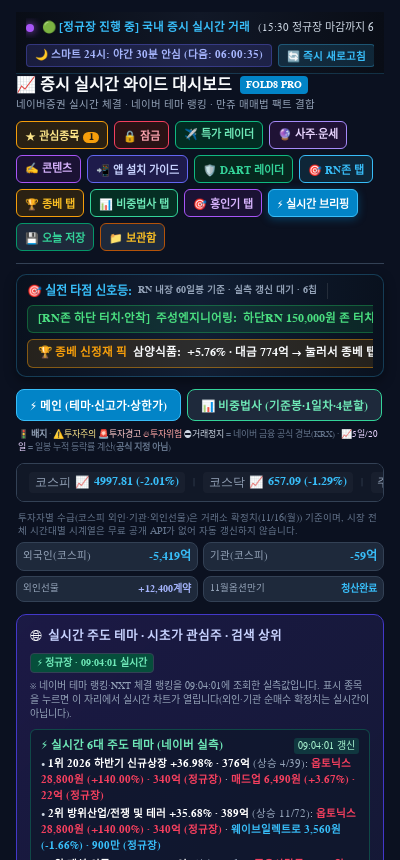 [정규장 진행 중] 국내 증시 실시간 거래 (15:30 정규장 마감까지 6
스마트 24시: 야간 30분 안심 (다음: 06:00:35) 즉시 새로고침
증시 실시간 와이드 대시보드 FOLD8 PRO
네이버증권 실시간 체결 · 네이버 테마 랭킹 · 만쥬 매매법 팩트 결합
관심종목 1 잠금 특가 레이더 사주·운세
콘텐츠 앱 설치 가이드 DART 레이더 RN존 탭
종베 탭 비중법사 탭 홍인기 탭 실시간 브리핑
오늘 저장 보관함
실전 타점 신호등: RN 내장 60일봉 기준 · 실측 갱신 대기 · 6칩
[RN존 하단 터치·안착] 주성엔지니어링: 하단RN 150,000원 존 터치
종베 신정재 픽 삼양식품: +5.76% · 대금 774억 → 눌러서 종베 탭
메인 (테마·신고가·상한가) 비중법사 (기준봉·1일차·4분할)
배지 · 투자주의 투자경고 투자위험 거래정지 = 네이버 금융 공식 경보(KRX) · 5일/20
일 = 일봉 누적 등락률 계산(공식 지정 아님)
코스피 4997.81 (-2.01%) 코스닥 657.09 (-1.29%)
투자자별 수급(코스피 외인·기관·외인선물)은 거래소 확정치(11/16(월)) 기준이며, 시장 전
체 시간대별 시계열은 무료 공개 API가 없어 자동 갱신하지 않습니다.
외국인(코스피) -5,419억 기관(코스피) -59억
외인선물 +12,400계약 11월옵션만기 청산완료
실시간 주도 테마 · 시초가 관심주 · 검색 상위
정규장 · 09:04:01 실시간
※ 네이버 테마 랭킹·NXT 체결 랭킹을 09:04:01에 조회한 실측값입니다. 표시 종목
을 누르면 이 자리에서 실시간 차트가 열립니다(외인·기관 순매수 확정치는 실시간이
아닙니다).
실시간 6대 주도 테마 (네이버 실측) 09:04:01 갱신
• 1위 2026 하반기 신규상장 +36.98% · 376억 (상승 4/39): 옵토닉스
28,800원 (+140.00%) · 340억 (정규장) · 매드업 6,490원 (+3.67%) ·
22억 (정규장)
• 2위 방위산업/전쟁 및 테러 +35.68% · 389억 (상승 11/72): 옵토닉스
28,800원 (+140.00%) · 340억 (정규장) · 웨이브일렉트로 3,560원
(-1.66%) · 900만 (정규장)